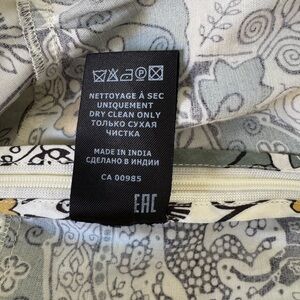 NETTOYAGE À SEC
UNIQUEMENT
DRY CLEAN ONLY
ТОЛЬКО СУХАЯ
ЧИСТКА
MADE IN INDIA
СДЕЛАНО В ИНДИИ
CA 00985
EAC